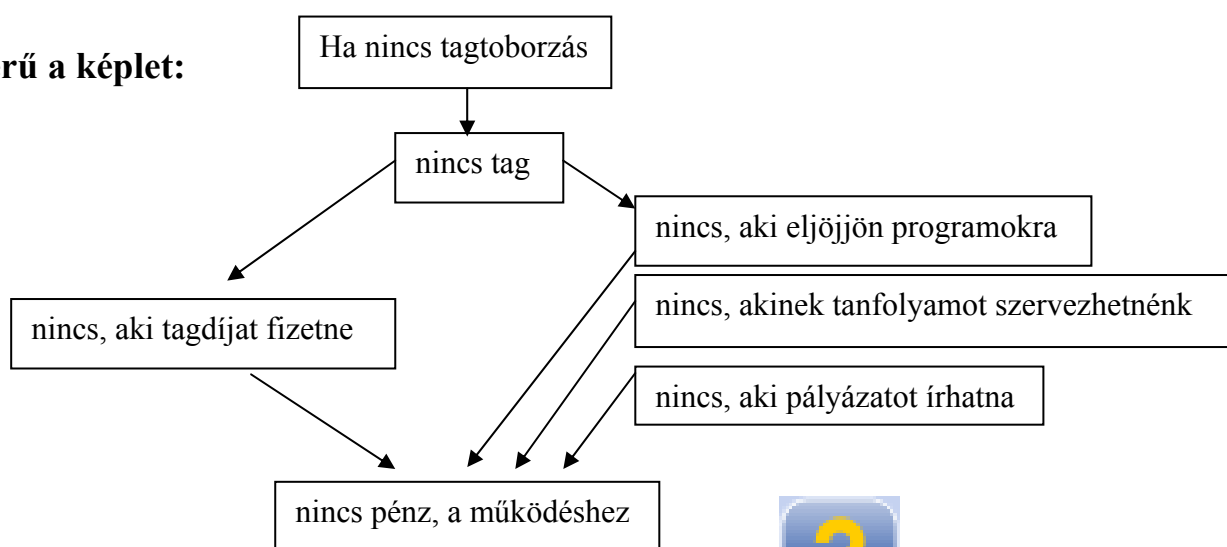 Ha nincs tagtoborzás
rű a képlet:
nincs tag
nincs, aki eljöjjön programokra
nincs, akinek tanfolyamot szervezhetnénk
nincs, aki tagdíjat fizetne
nincs, aki pályázatot írhatna
nincs pénz, a működéshez
?